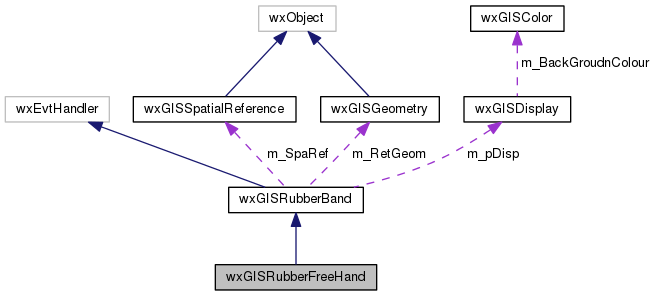 wxObject
wxGISColor
m_BackGroudnColour
wxEvtHandler
wxGISSpatialReference
wxGISGeometry
wxGISDisplay
m_SpaRef
m_RetGeom
m_pDisp
wxGISRubberBand
wxGISRubberFreeHand